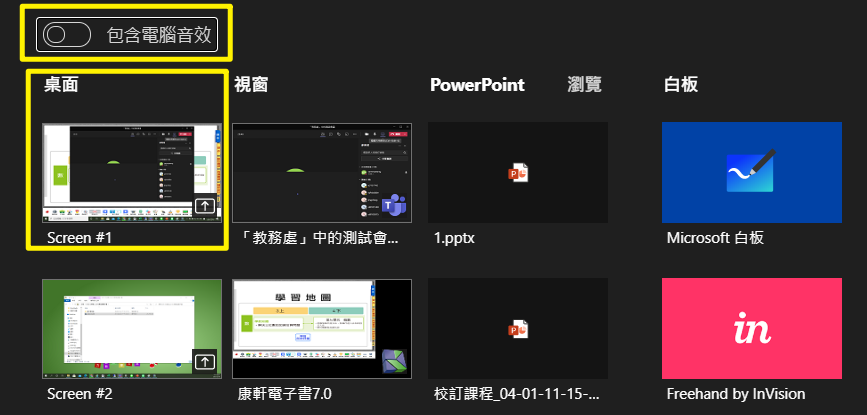 包含電腦音效
桌面
視窗
PowerPoint
瀏覽
白板
Screen #1
「教務處」中的測試會...
1.pptx
Microsoft 白板
學習地圖
Screen #2
康軒電子書7.0
校訂課程_04-01-11-15-...
in
Freehand by InVision